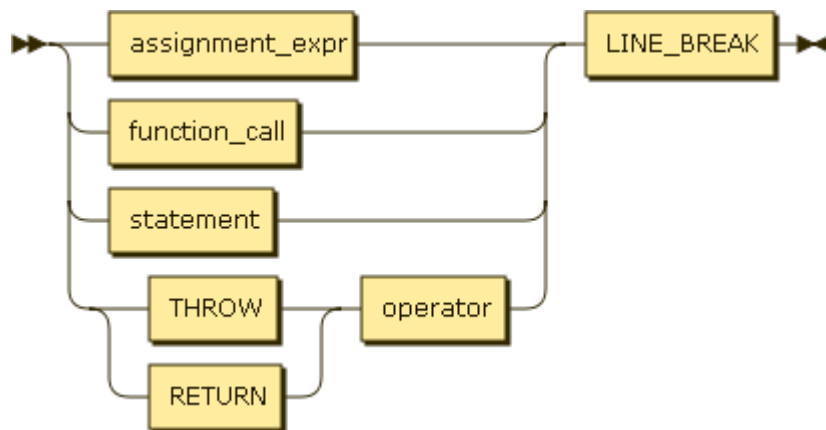 assignment_expr LINE_BREAK
function_call
statement
THROW operator
RETURN